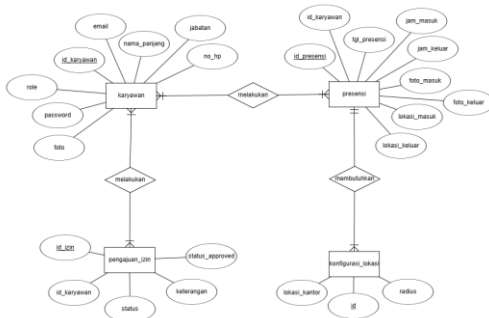 email
jabatan
id_karyawan
jam_masuk
nama_panjang
tgl_presensi
id_karyawan
no_hp
id_presensi
jam_keluar
role
foto_masuk
karyawan
melakukan
presensi
foto_keluar
password
lokasi_masuk
foto
lokasi_keluar
melakukan
membutuhkan
id_izin
status_approved
pengajuan_izin
konfigurasi_lokasi
id_karyawan
keterangan
lokasi_kantor
radius
status
id